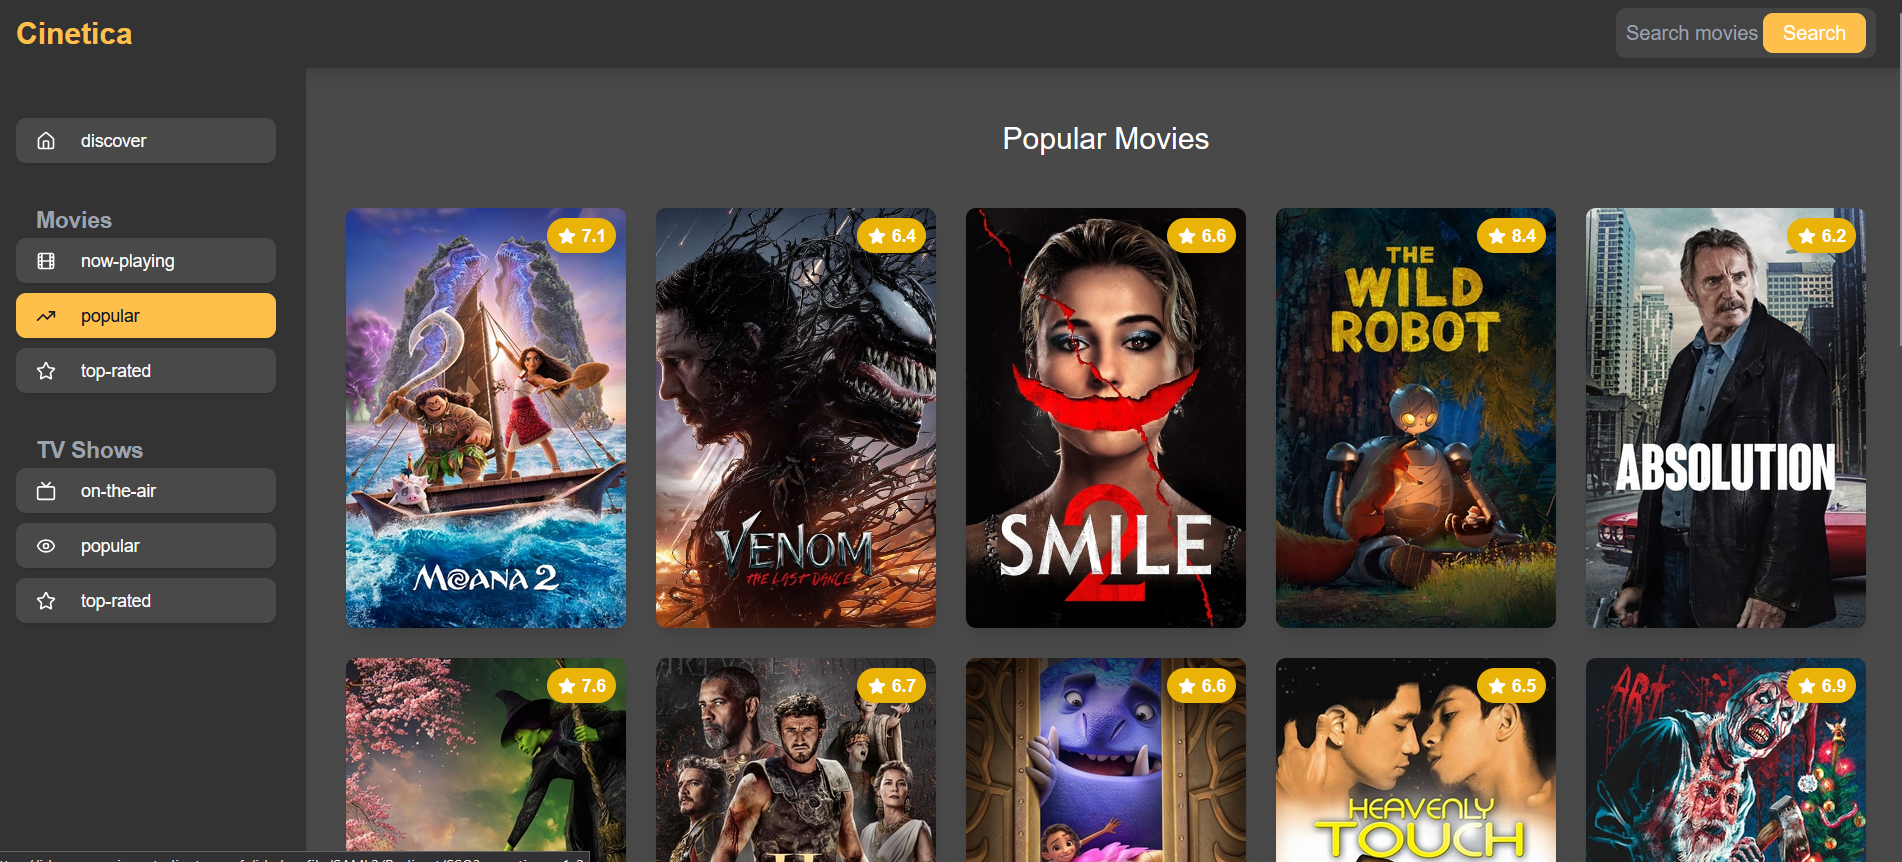 Cinetica
Search movies
Search
discover
Movies
now-playing
popular
top-rated
TV Shows
on-the-air
popular
top-rated
Popular Movies
7.1
MOANA 2
6.4
VENOM
THE LAST DANCE
6.6
SMILE
2
8.4
THE
WILD
ROBOT
6.2
ABSOLUTION
7.6
6.7
II
6.6
6.5
HEAVENLY
TOUCH
6.9
ART